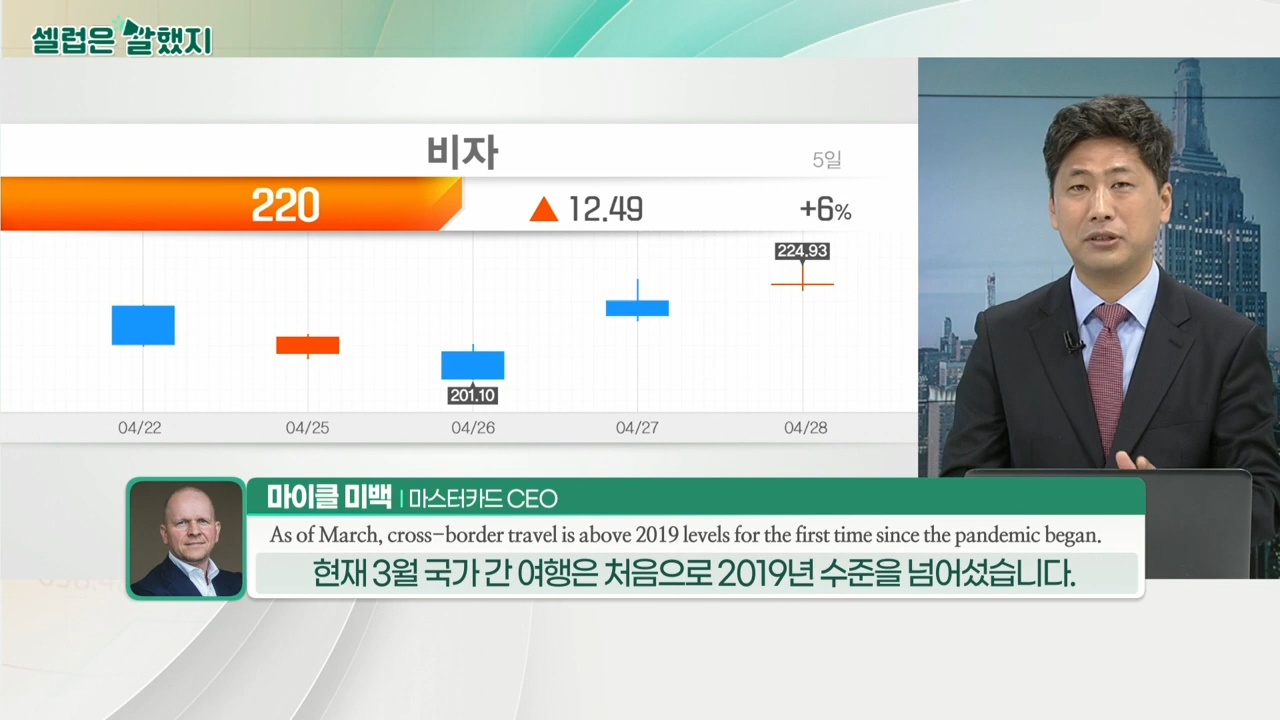 셀럽은 말했지
비자
5일
220
▲ 12.49
+6%
224.93
201.10
04/22
04/25
04/26
04/27
04/28
마이클 미백 | 마스터카드 CEO
As of March, cross-border travel is above 2019 levels for the first time since the pandemic began.
현재 3월 국가 간 여행은 처음으로 2019년 수준을 넘어섰습니다.